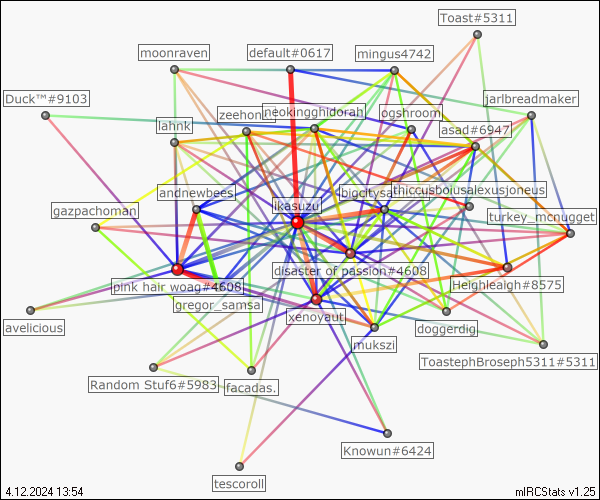 Toast#5311
moonraven
default#0617
mingus4742
Duck™#9103
jarlbreadmaker
zeehond
neokingghidorah
ogshroom
lahnk
asad#6947
andnewbees
ikasuzu
thiccusboiusalexusjoneus
gazpachoman
turkey_mcnugget
disaster of passion#4608
pink hair woag#4608
Heighleaigh#8575
gregor_samsa
xenoyaut
avelicious
doggerdig
mukszi
ToastephBroseph5311#5311
Random Stuf6#5983
facadas.
Knowun#6424
tescoroll
4.12.2024 13:54
mIRCStats v1.25